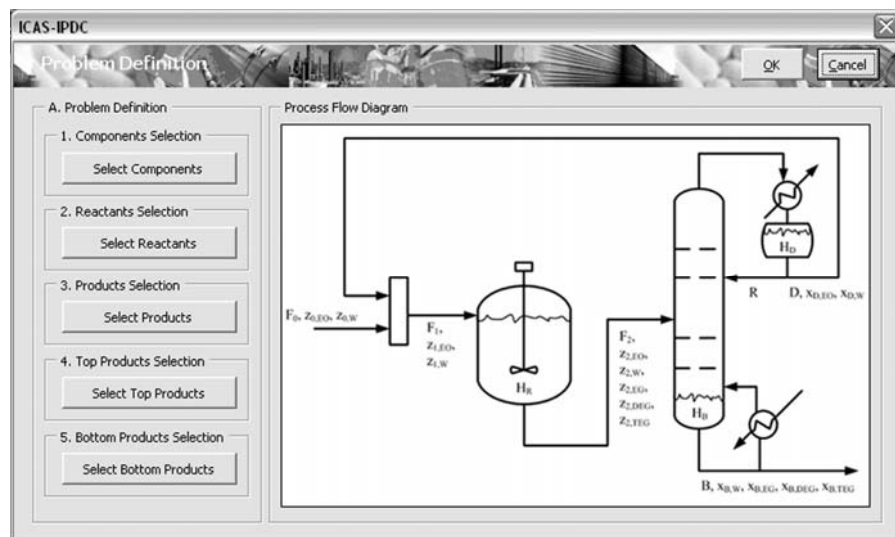 ICAS-IPDC
Problem Definition
OK
Cancel
A. Problem Definition
1. Components Selection
Select Components
2. Reactants Selection
Select Reactants
3. Products Selection
Select Products
4. Top Products Selection
Select Top Products
5. Bottom Products Selection
Select Bottom Products
Process Flow Diagram
F0, z0,EO, z0,W
F1,
z1,EO,
z1,W
HR
F2,
z2,EO,
z2,W,
z2,EG,
z2,DEG,
z2,TEG
HD
R
D, xD,EO, xD,W
HB
B, xB,W, xB,EG, xB,DEG, xB,TEG